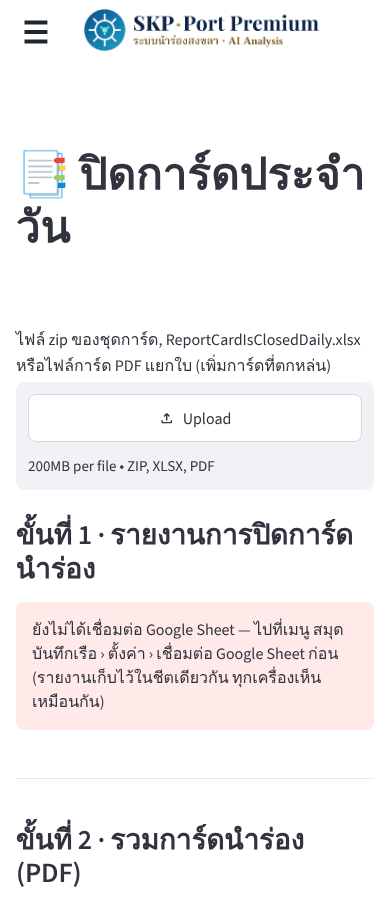 SKP·Port Premium
ระบบนำร่องสงขลา · AI Analysis
ปิดการ์ดประจำ
วัน
ไฟล์ zip ของชุดการ์ด, ReportCardIsClosedDaily.xlsx
หรือไฟล์การ์ด PDF แยกใบ (เพิ่มการ์ดที่ตกหล่น)
Upload
200MB per file • ZIP, XLSX, PDF
ขั้นที่ 1 · รายงานการปิดการ์ด
นำร่อง
ยังไม่ได้เชื่อมต่อ Google Sheet — ไปที่เมนู สมุด
บันทึกเรือ › ตั้งค่า › เชื่อมต่อ Google Sheet ก่อน
(รายงานเก็บไว้ในชีตเดียวกัน ทุกเครื่องเห็น
เหมือนกัน)
ขั้นที่ 2 · รวมการ์ดนำร่อง
(PDF)